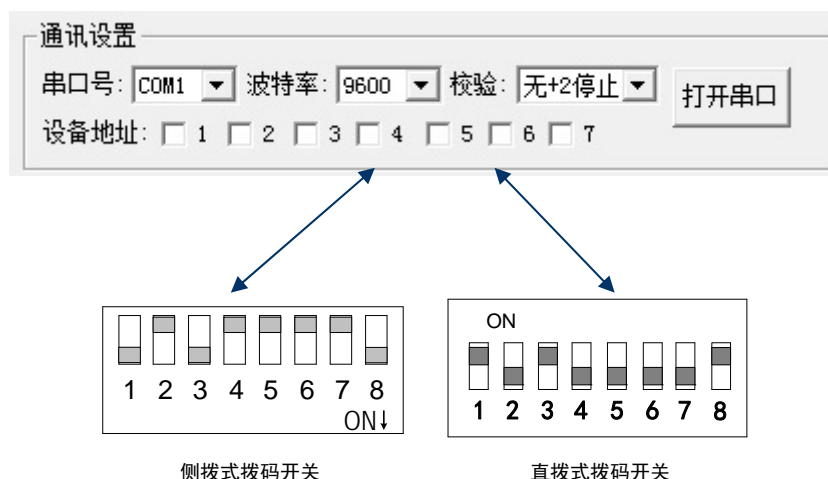 通讯设置
串口号: COM1 波特率: 9600 校验: 无+2停止 打开串口
设备地址: 1 2 3 4 5 6 7
ON
1 2 3 4 5 6 7 8
ON↓
1 2 3 4 5 6 7 8
侧拨式拨码开关 直拨式拨码开关